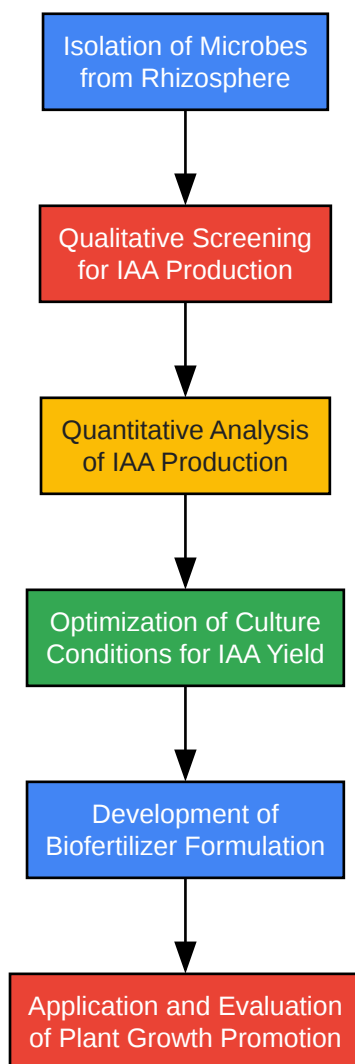 Isolation of Microbes
from Rhizosphere
Qualitative Screening
for IAA Production
Quantitative Analysis
of IAA Production
Optimization of Culture
Conditions for IAA Yield
Development of
Biofertilizer Formulation
Application and Evaluation
of Plant Growth Promotion